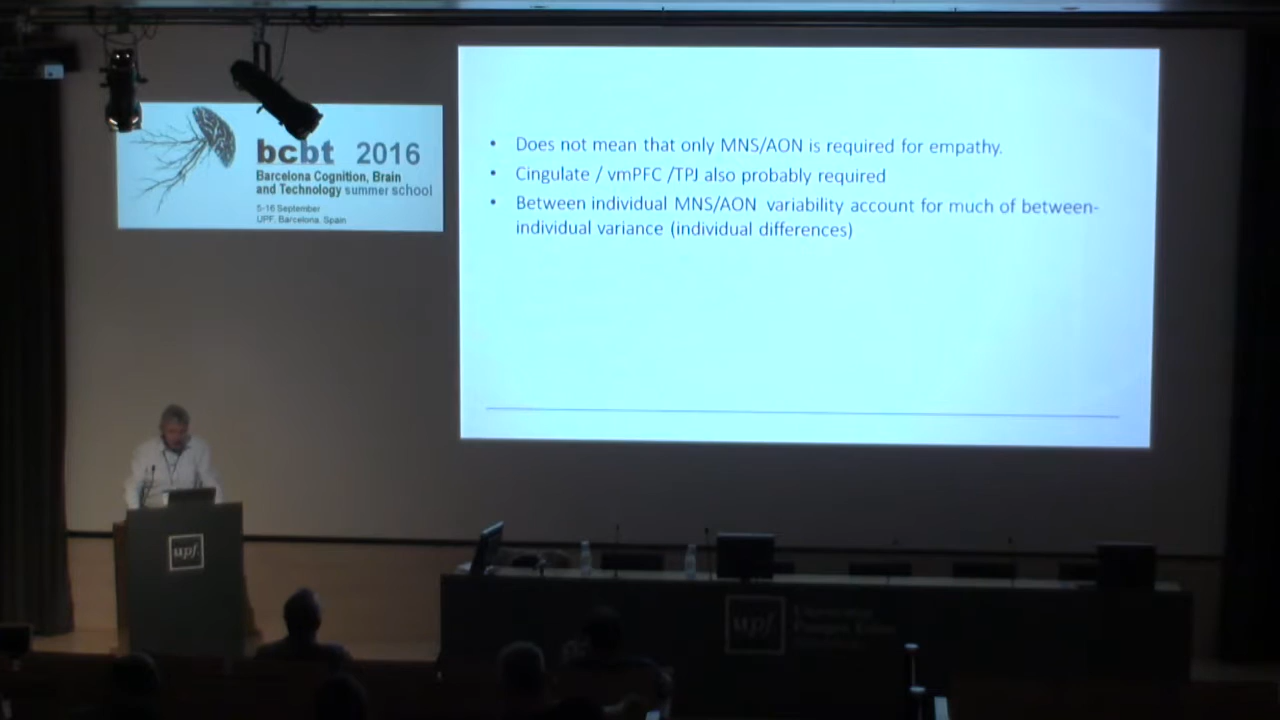 bcbt 2016
Barcelona Cognition, Brain
and Technology summer school
5-16 September
UPF, Barcelona, Spain
• Does not mean that only MNS/AON is required for empathy.
• Cingulate / vmPFC /TPJ also probably required
• Between individual MNS/AON variability account for much of between-
individual variance (individual differences)
upf.
upf.